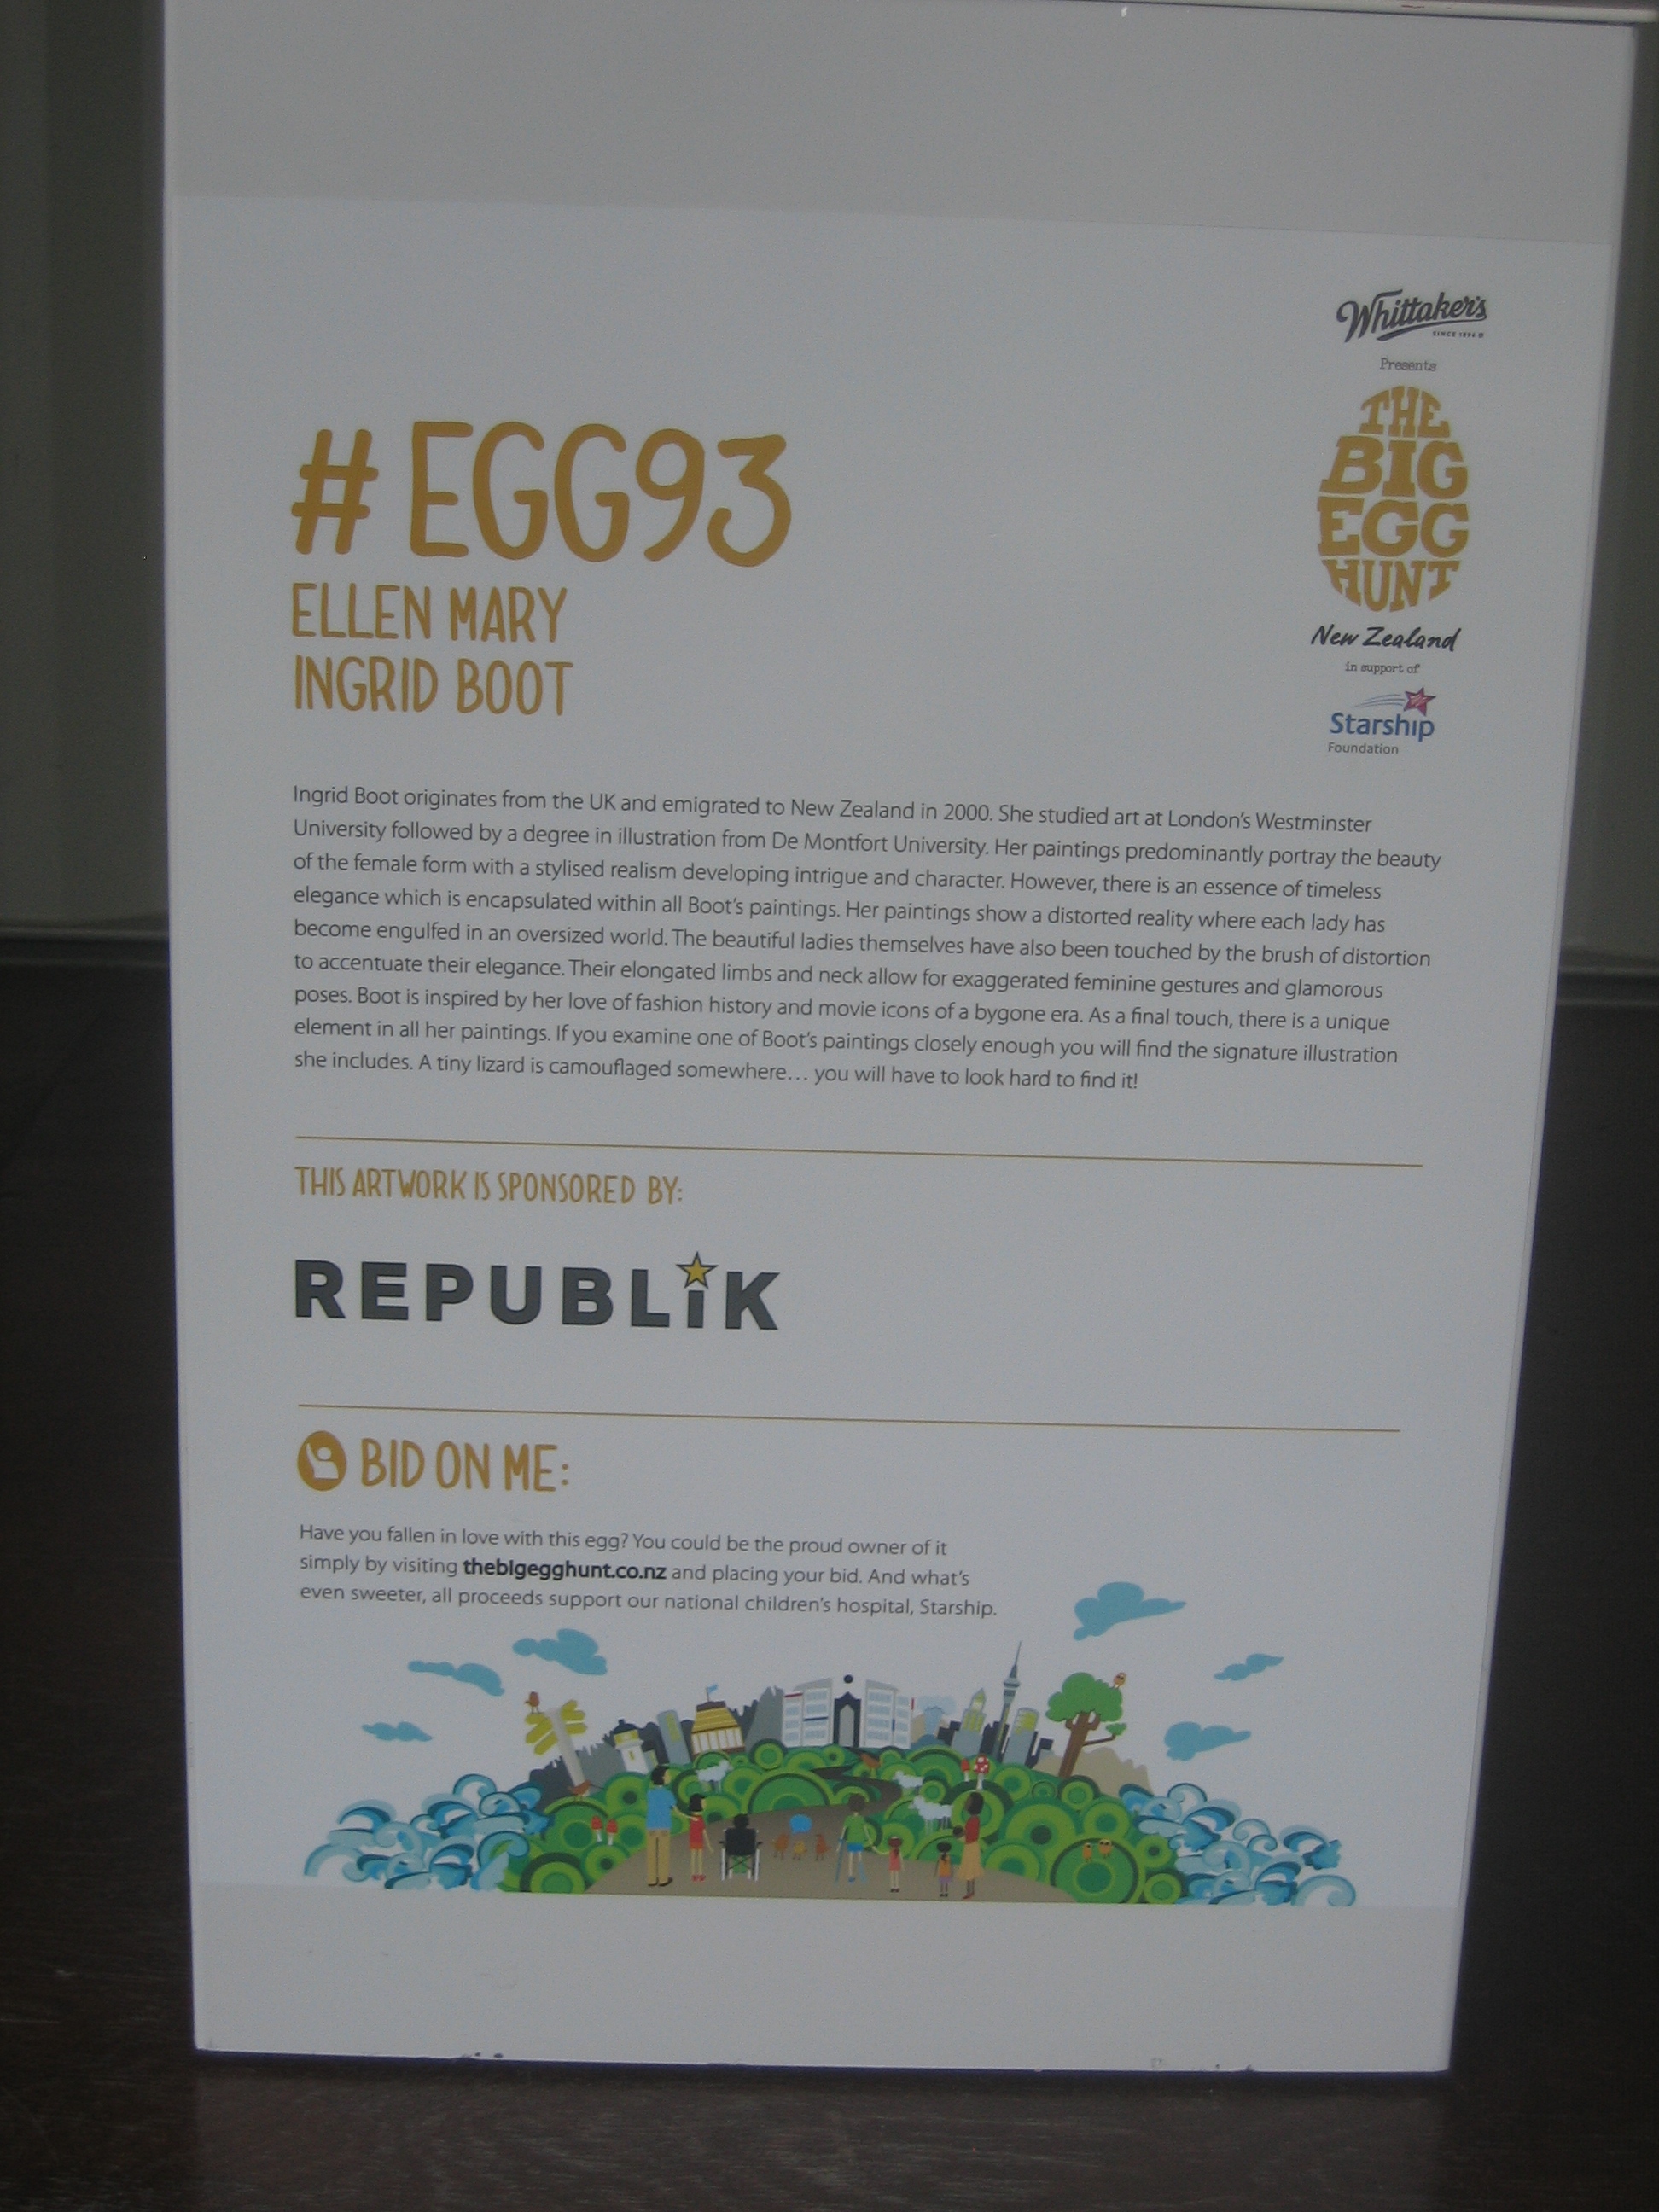 Whittaker's
SINCE 1896
Presents
THE
BIG
EGG
HUNT
New Zealand
in support of
Starship
Foundation
#EGG93
ELLEN MARY
INGRID BOOT
Ingrid Boot originates from the UK and emigrated to New Zealand in 2000. She studied art at London's Westminster
University followed by a degree in illustration from De Montfort University. Her paintings predominantly portray the beauty
of the female form with a stylised realism developing intrigue and character. However, there is an essence of timeless
elegance which is encapsulated within all Boot's paintings. Her paintings show a distorted reality where each lady has
become engulfed in an oversized world. The beautiful ladies themselves have also been touched by the brush of distortion
to accentuate their elegance. Their elongated limbs and neck allow for exaggerated feminine gestures and glamorous
poses. Boot is inspired by her love of fashion history and movie icons of a bygone era. As a final touch, there is a unique
element in all her paintings. If you examine one of Boot's paintings closely enough you will find the signature illustration
she includes. A tiny lizard is camouflaged somewhere... you will have to look hard to find it!
THIS ARTWORK IS SPONSORED BY:
REPUBLiK
BID ON ME:
Have you fallen in love with this egg? You could be the proud owner of it
simply by visiting thebigegghunt.co.nz and placing your bid. And what's
even sweeter, all proceeds support our national children's hospital, Starship.